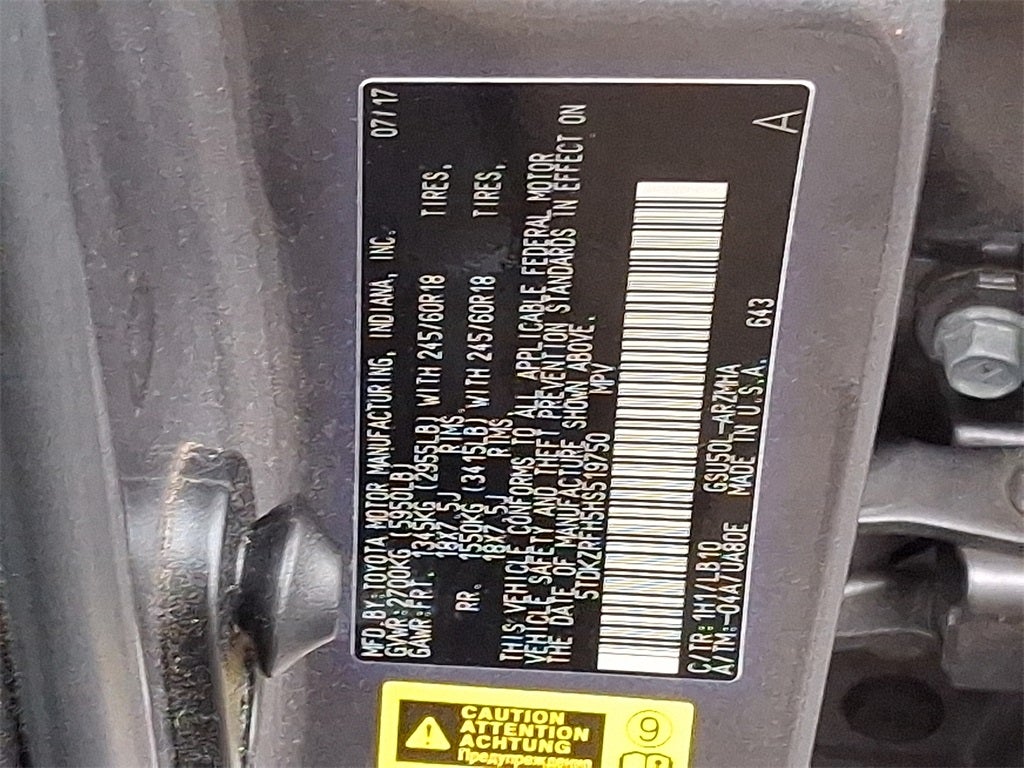 MFD BY:TOYOTA MOTOR MANUFACTURING, INDIANA, INC. 07/17
GVWR:2700KG (5950LB)
GAWR:FRT. 1345KG (2955LB) WITH 245/60R18 TIRES,
18X7.5J RIMS
RR. 1550KG (3415LB) WITH 245/60R18 TIRES,
18X7.5J RIMS
THIS VEHICLE CONFORMS TO ALL APPLICABLE FEDERAL MOTOR
VEHICLE SAFETY AND THEFT PREVENTION STANDARDS IN EFFECT ON
THE DATE OF MANUFACTURE SHOWN ABOVE.
5TDKZRFH5HS519750 MPV
C/TR:1H1/LB10 GSU50L-ARZMHA
A/TM:-04A/UA80E MADE IN U.S.A. 643
A
CAUTION
ATTENTION
ACHTUNG
Предупреждение
9